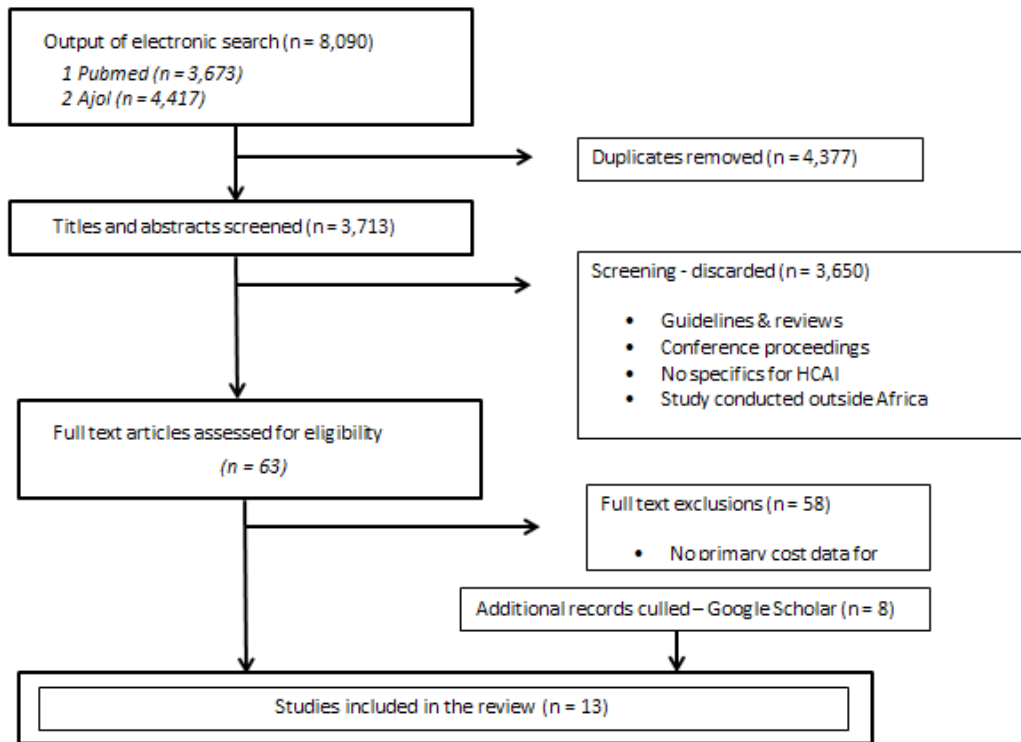 Output of electronic search (n = 8,090)
1 Pubmed (n = 3,673)
2 Ajol (n = 4,417)
Duplicates removed (n = 4,377)
Titles and abstracts screened (n = 3,713)
Screening - discarded (n = 3,650)
• Guidelines & reviews
• Conference proceedings
• No specifics for HCAI
• Study conducted outside Africa
Full text articles assessed for eligibility
(n = 63)
Full text exclusions (n = 58)
• No primary cost data for
Additional records culled – Google Scholar (n = 8)
Studies included in the review (n = 13)